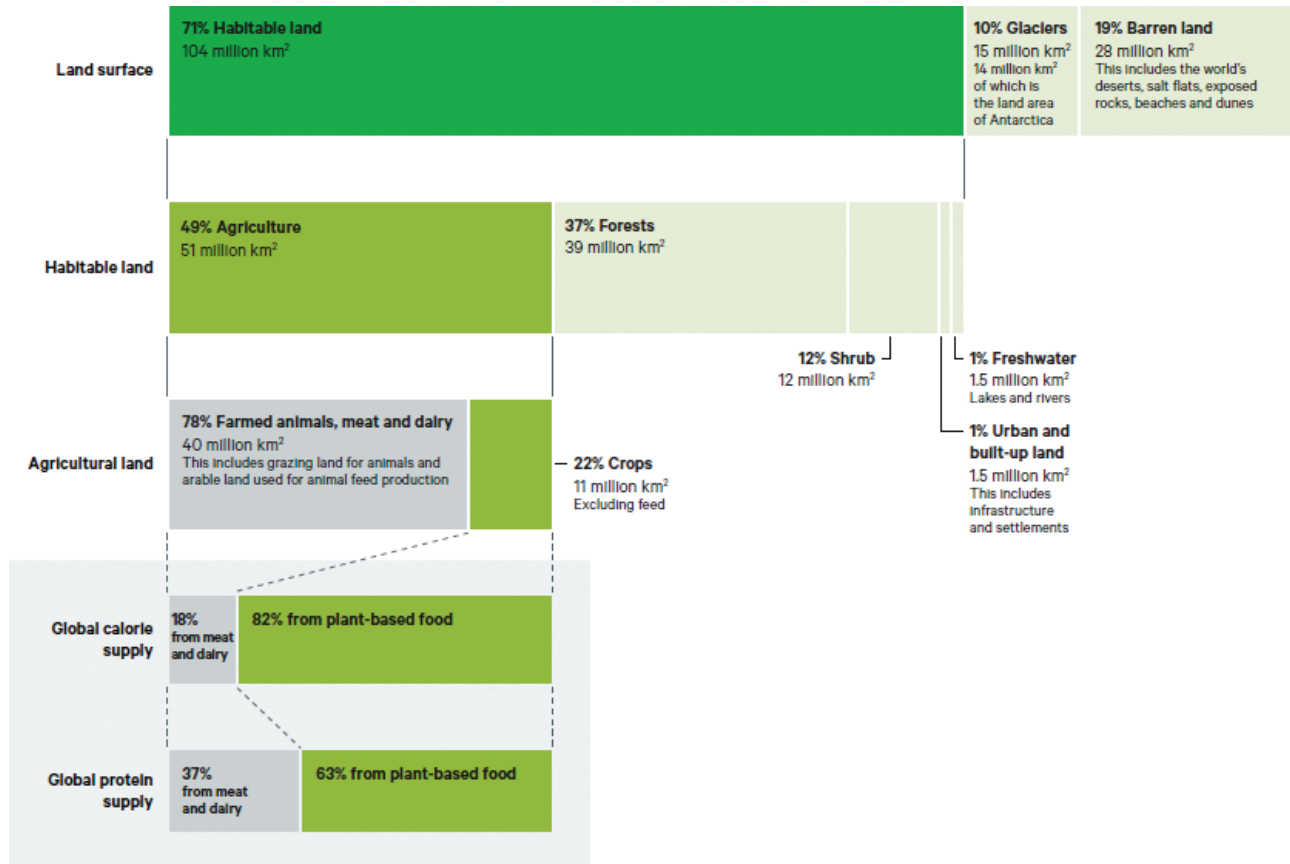 71% Habitable land
104 million km²
10% Glaciers
15 million km²
14 million km²
of which is
the land area
of Antarctica
19% Barren land
28 million km²
This includes the world's
deserts, salt flats, exposed
rocks, beaches and dunes
Land surface
49% Agriculture
51 million km²
37% Forests
39 million km²
Habitable land
12% Shrub
12 million km²
1% Freshwater
1.5 million km²
Lakes and rivers
1% Urban and
built-up land
1.5 million km²
This includes
infrastructure
and settlements
78% Farmed animals, meat and dairy
40 million km²
This includes grazing land for animals and
arable land used for animal feed production
Agricultural land
22% Crops
11 million km²
Excluding feed
Global calorie
supply
18%
from meat
and dairy
82% from plant-based food
Global protein
supply
37%
from meat
and dairy
63% from plant-based food